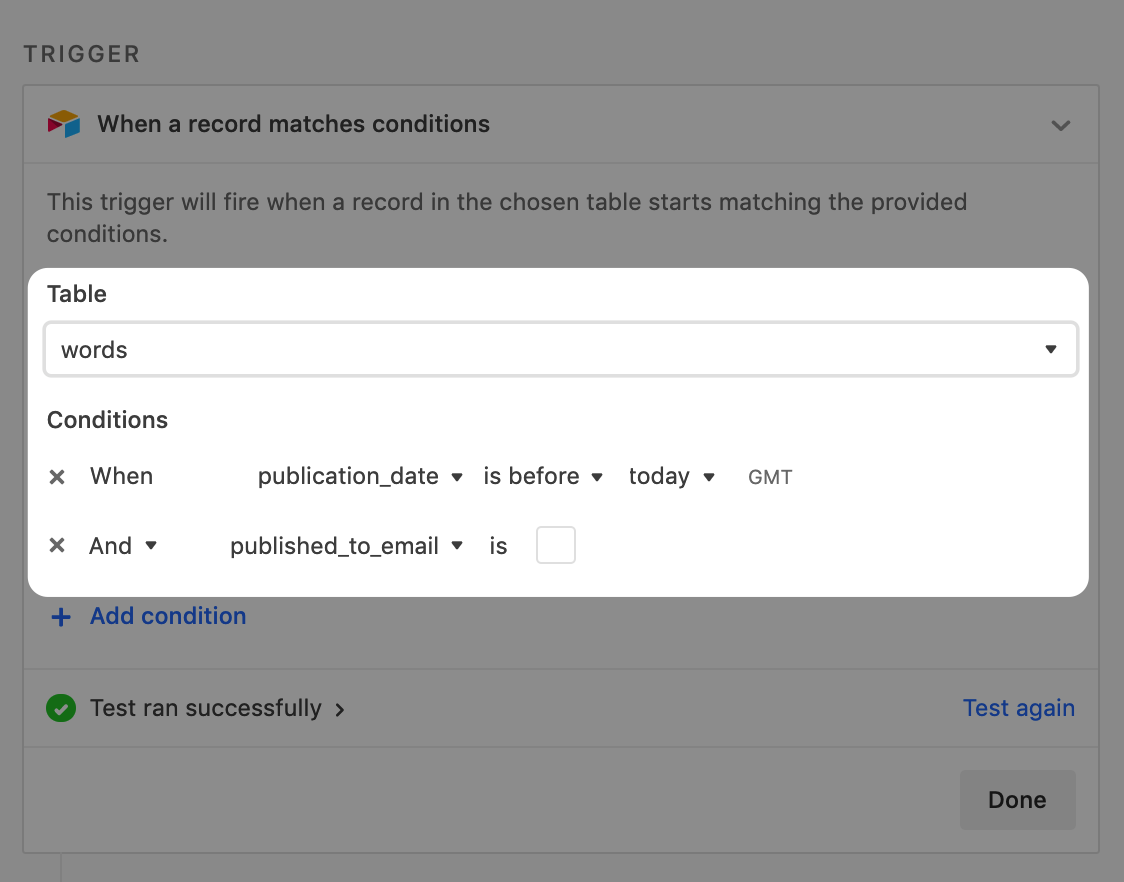 TRIGGER
When a record matches conditions
This trigger will fire when a record in the chosen table starts matching the provided
conditions.
Table
words
Conditions
When publication_date is before today GMT
And published_to_email is
Add condition
Test ran successfully Test again
Done